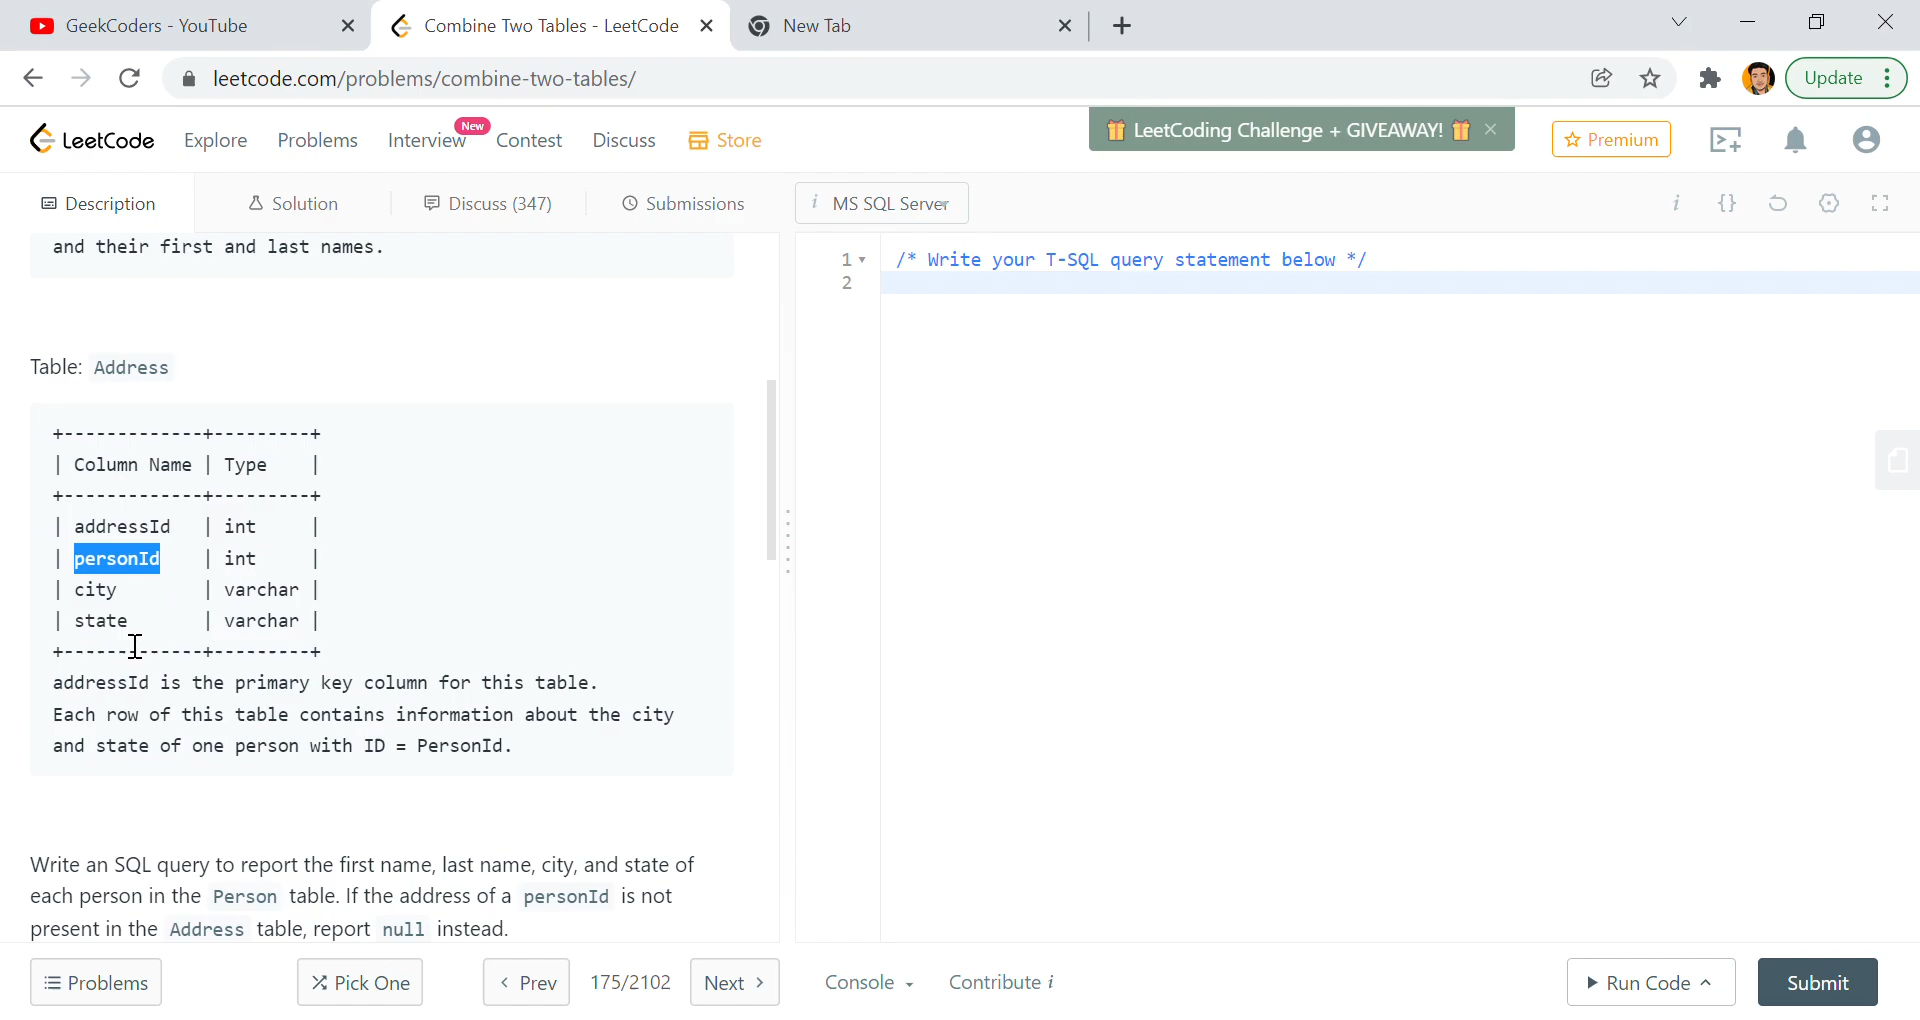 GeekCoders - YouTube
Combine Two Tables - LeetCode
New Tab
leetcode.com/problems/combine-two-tables/
Update
LeetCode Explore Problems Interview New Contest Discuss Store
LeetCoding Challenge + GIVEAWAY!
Premium
Description Solution Discuss (347) Submissions
i MS SQL Server
i {}
and their first and last names.
1 /* Write your T-SQL query statement below */
2
Table: Address
+-------------+---------+
| Column Name | Type    |
+-------------+---------+
| addressId   | int     |
| personId    | int     |
| city        | varchar |
| state       | varchar |
+-------------+---------+
addressId is the primary key column for this table.
Each row of this table contains information about the city
and state of one person with ID = PersonId.
Write an SQL query to report the first name, last name, city, and state of
each person in the Person table. If the address of a personId is not
present in the Address table, report null instead.
Problems Pick One < Prev 175/2102 Next > Console Contribute i Run Code Submit